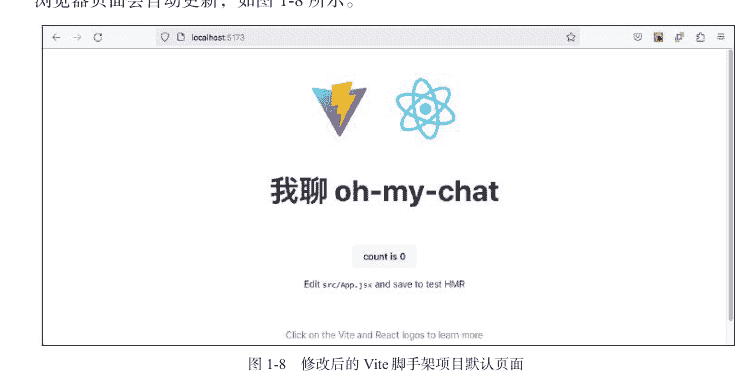 浏览器页面会自动更新，如图 1-8 所示。
localhost:5173
我聊 oh-my-chat
count is 0
Edit src/App.jsx and save to test HMR
Click on the Vite and React logos to learn more
图 1-8 修改后的 Vite 脚手架项目默认页面